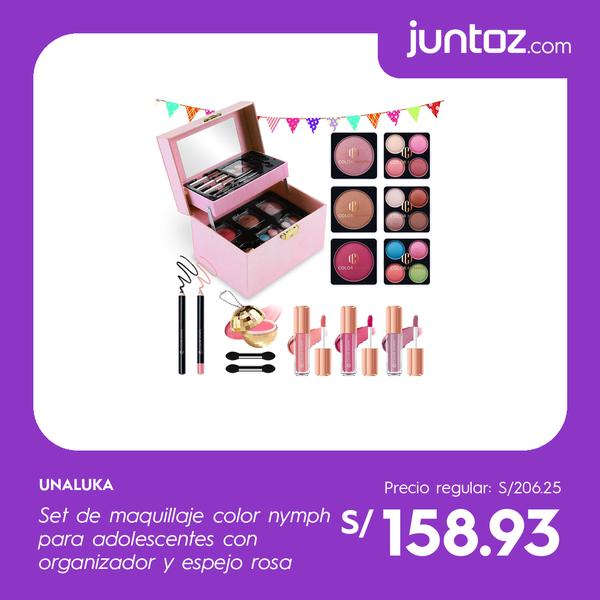 juntoz.com
UNALUKA
Set de maquillaje color nymph
para adolescentes con
organizador y espejo rosa
Precio regular: S/206.25
S/158.93